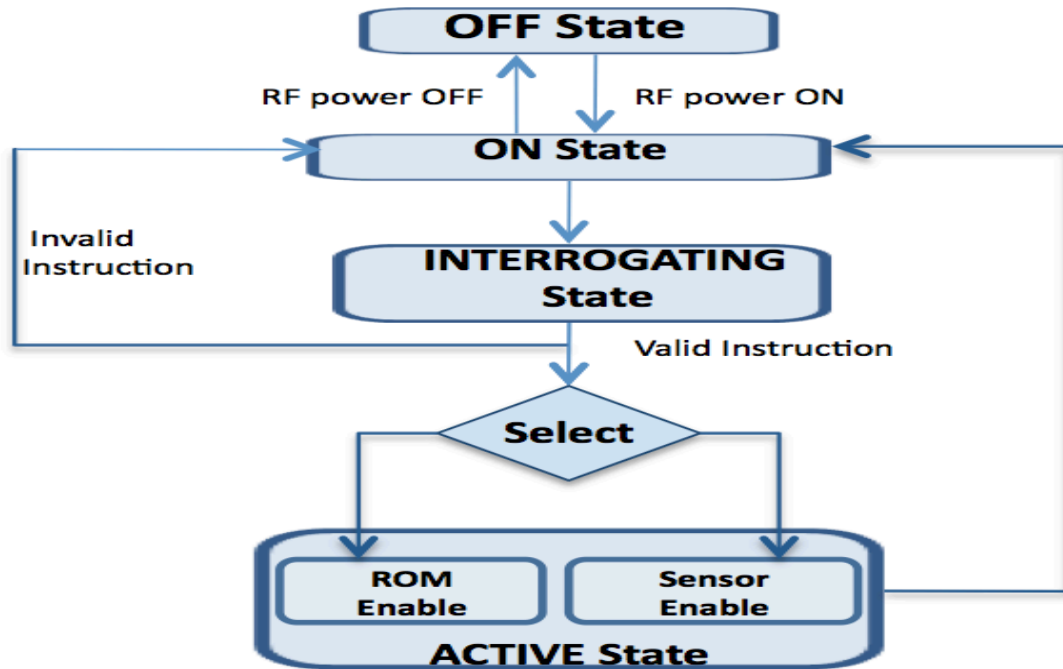 OFF State
RF power OFF
RF power ON
ON State
Invalid
Instruction
INTERROGATING
State
Valid Instruction
Select
ROM
Enable
Sensor
Enable
ACTIVE State